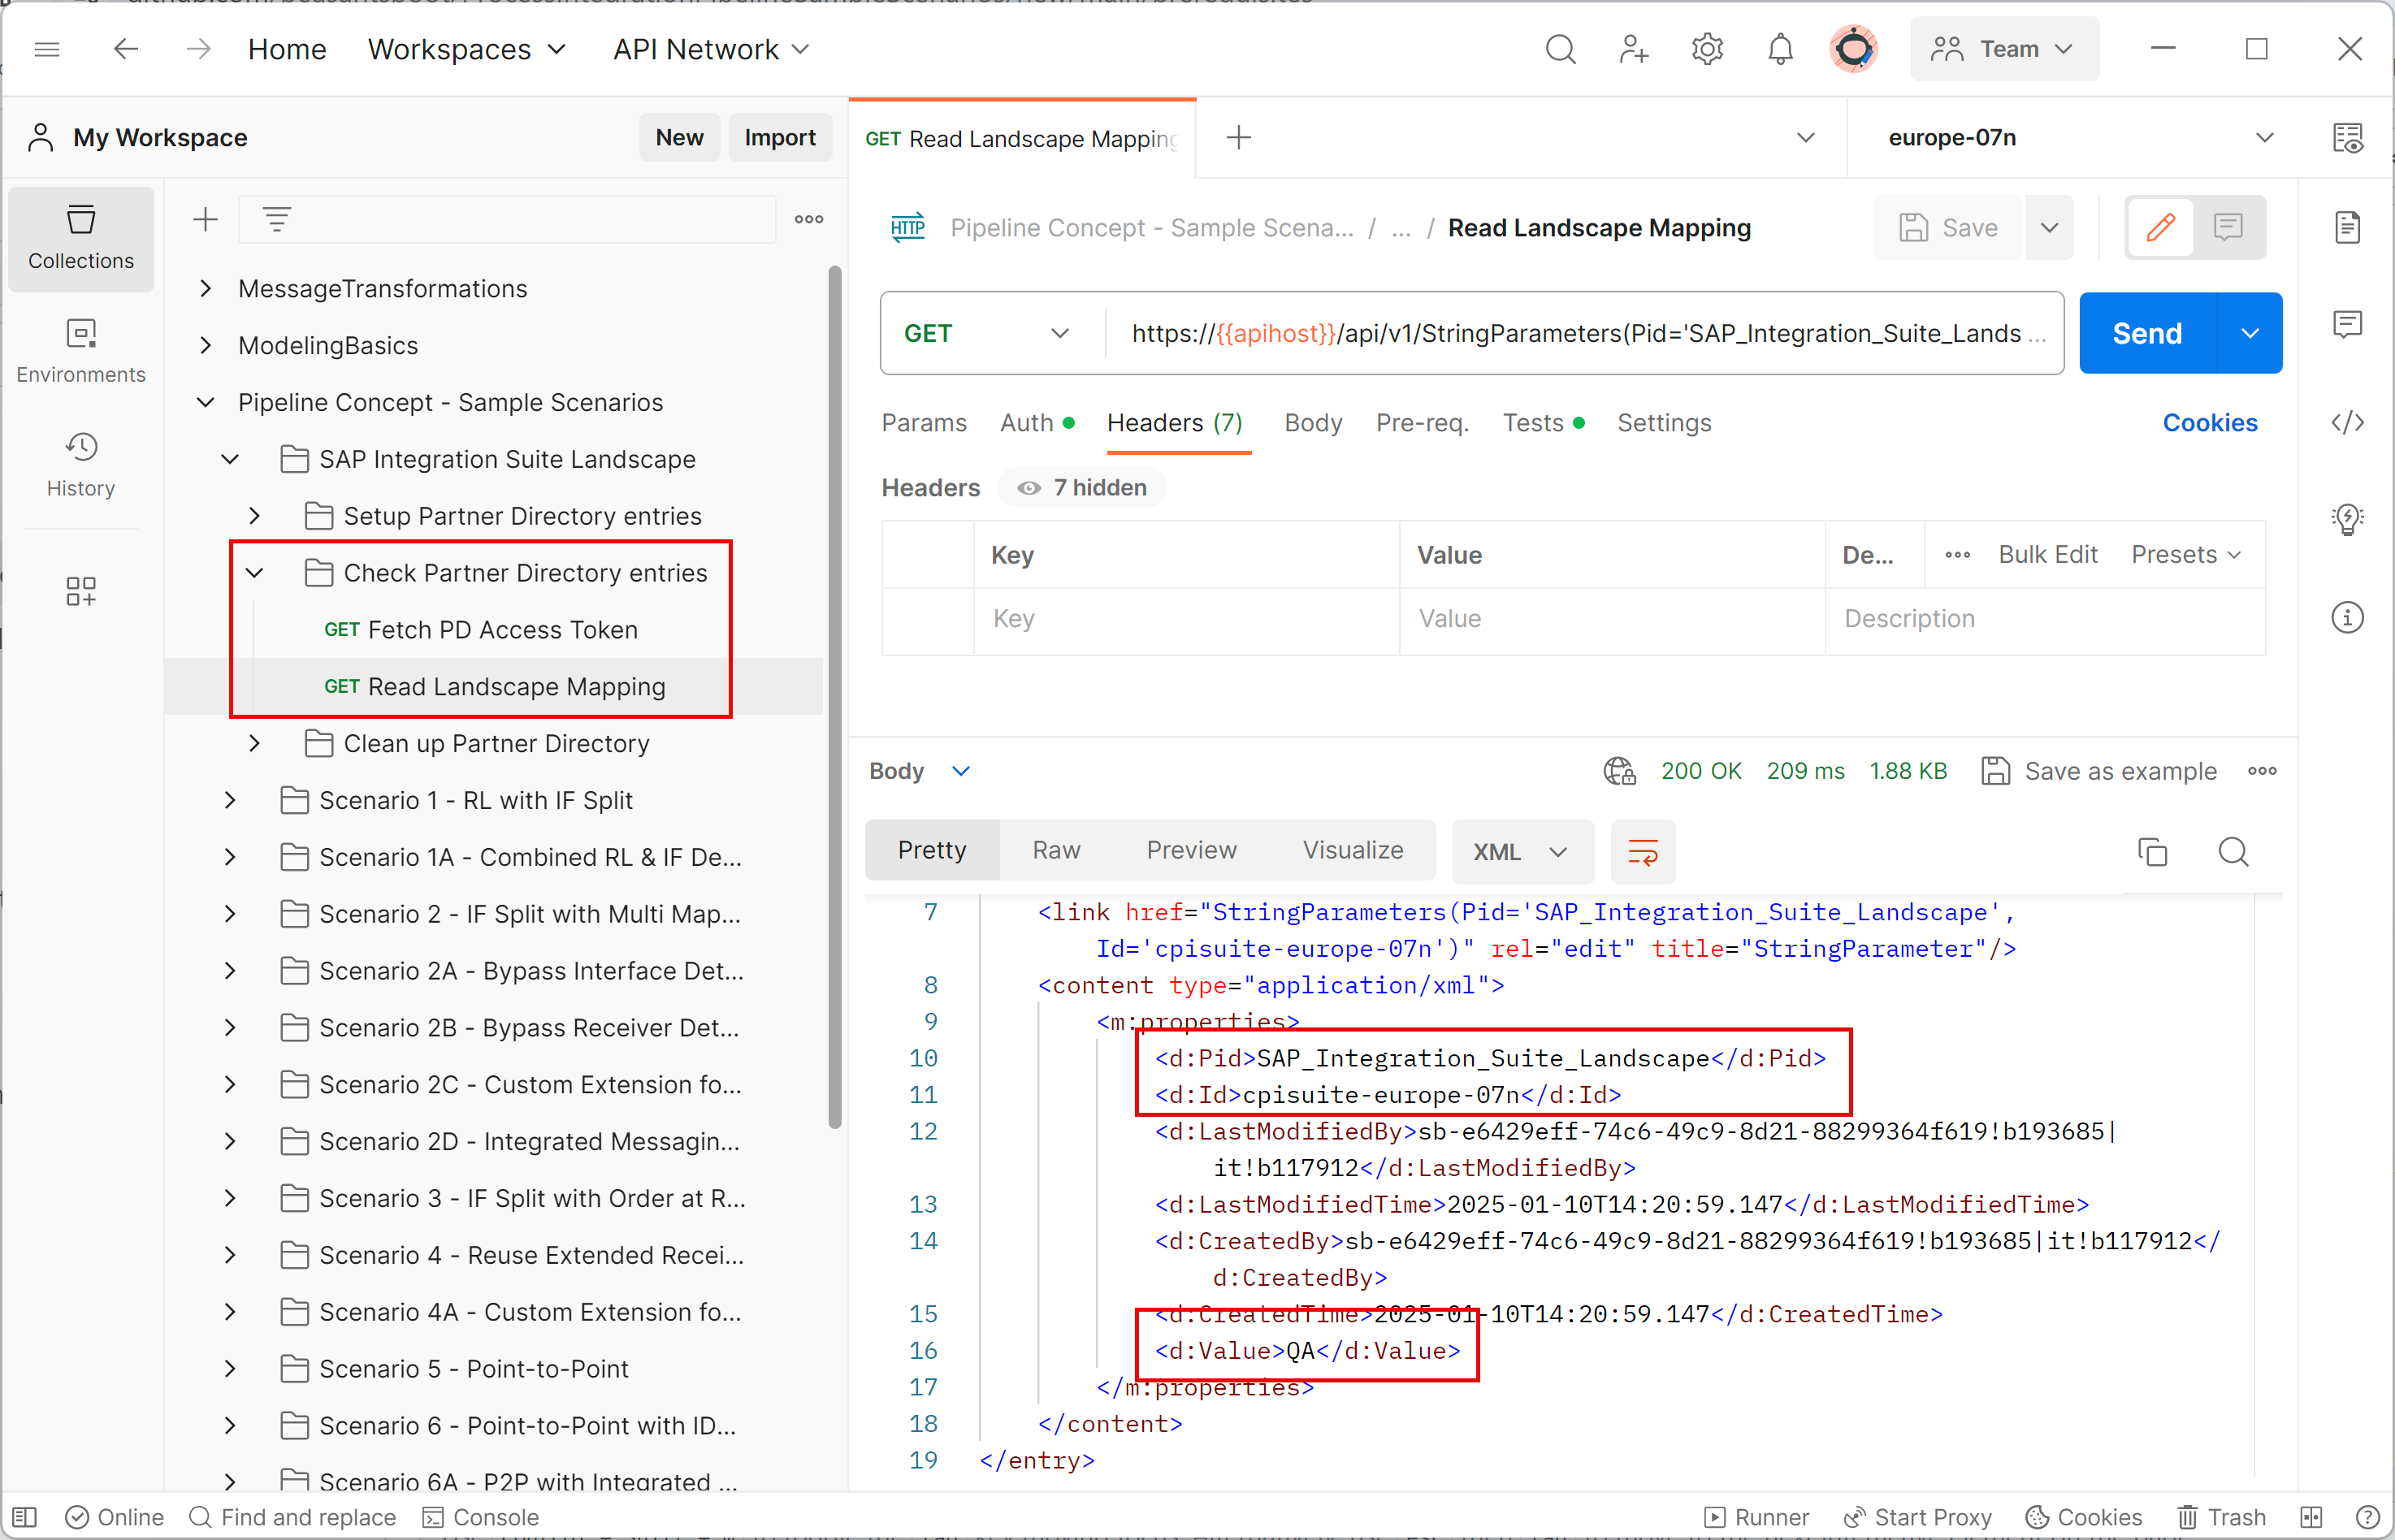 Home
Workspaces
API Network
Team
My Workspace
New
Import
GET Read Landscape Mapping
europe-07n
Collections
Environments
History
MessageTransformations
ModelingBasics
Pipeline Concept - Sample Scenarios
SAP Integration Suite Landscape
Setup Partner Directory entries
Check Partner Directory entries
GET Fetch PD Access Token
GET Read Landscape Mapping
Clean up Partner Directory
Scenario 1 - RL with IF Split
Scenario 1A - Combined RL & IF De...
Scenario 2 - IF Split with Multi Map...
Scenario 2A - Bypass Interface Det...
Scenario 2B - Bypass Receiver Det...
Scenario 2C - Custom Extension fo...
Scenario 2D - Integrated Messagin...
Scenario 3 - IF Split with Order at R...
Scenario 4 - Reuse Extended Recei...
Scenario 4A - Custom Extension fo...
Scenario 5 - Point-to-Point
Scenario 6 - Point-to-Point with ID...
Scenario 6A - P2P with Integrated ...
HTTP Pipeline Concept - Sample Scena... / ... / Read Landscape Mapping
Save
GET
https://{{apihost}}/api/v1/StringParameters(Pid='SAP_Integration_Suite_Lands ...
Send
Params
Auth
Headers (7)
Body
Pre-req.
Tests
Settings
Cookies
Headers
7 hidden
Key Value De... Bulk Edit Presets
Key Value Description
Body
200 OK 209 ms 1.88 KB Save as example
Pretty Raw Preview Visualize XML
7 <link href="StringParameters(Pid='SAP_Integration_Suite_Landscape',
Id='cpisuite-europe-07n')" rel="edit" title="StringParameter"/>
8 <content type="application/xml">
9 <m:properties>
10 <d:Pid>SAP_Integration_Suite_Landscape</d:Pid>
11 <d:Id>cpisuite-europe-07n</d:Id>
12 <d:LastModifiedBy>sb-e6429eff-74c6-49c9-8d21-88299364f619!b193685|
it!b117912</d:LastModifiedBy>
13 <d:LastModifiedTime>2025-01-10T14:20:59.147</d:LastModifiedTime>
14 <d:CreatedBy>sb-e6429eff-74c6-49c9-8d21-88299364f619!b193685|it!b117912</
d:CreatedBy>
15 <d:CreatedTime>2025-01-10T14:20:59.147</d:CreatedTime>
16 <d:Value>QA</d:Value>
17 </m:properties>
18 </content>
19 </entry>
Online
Find and replace
Console
Runner
Start Proxy
Cookies
Trash